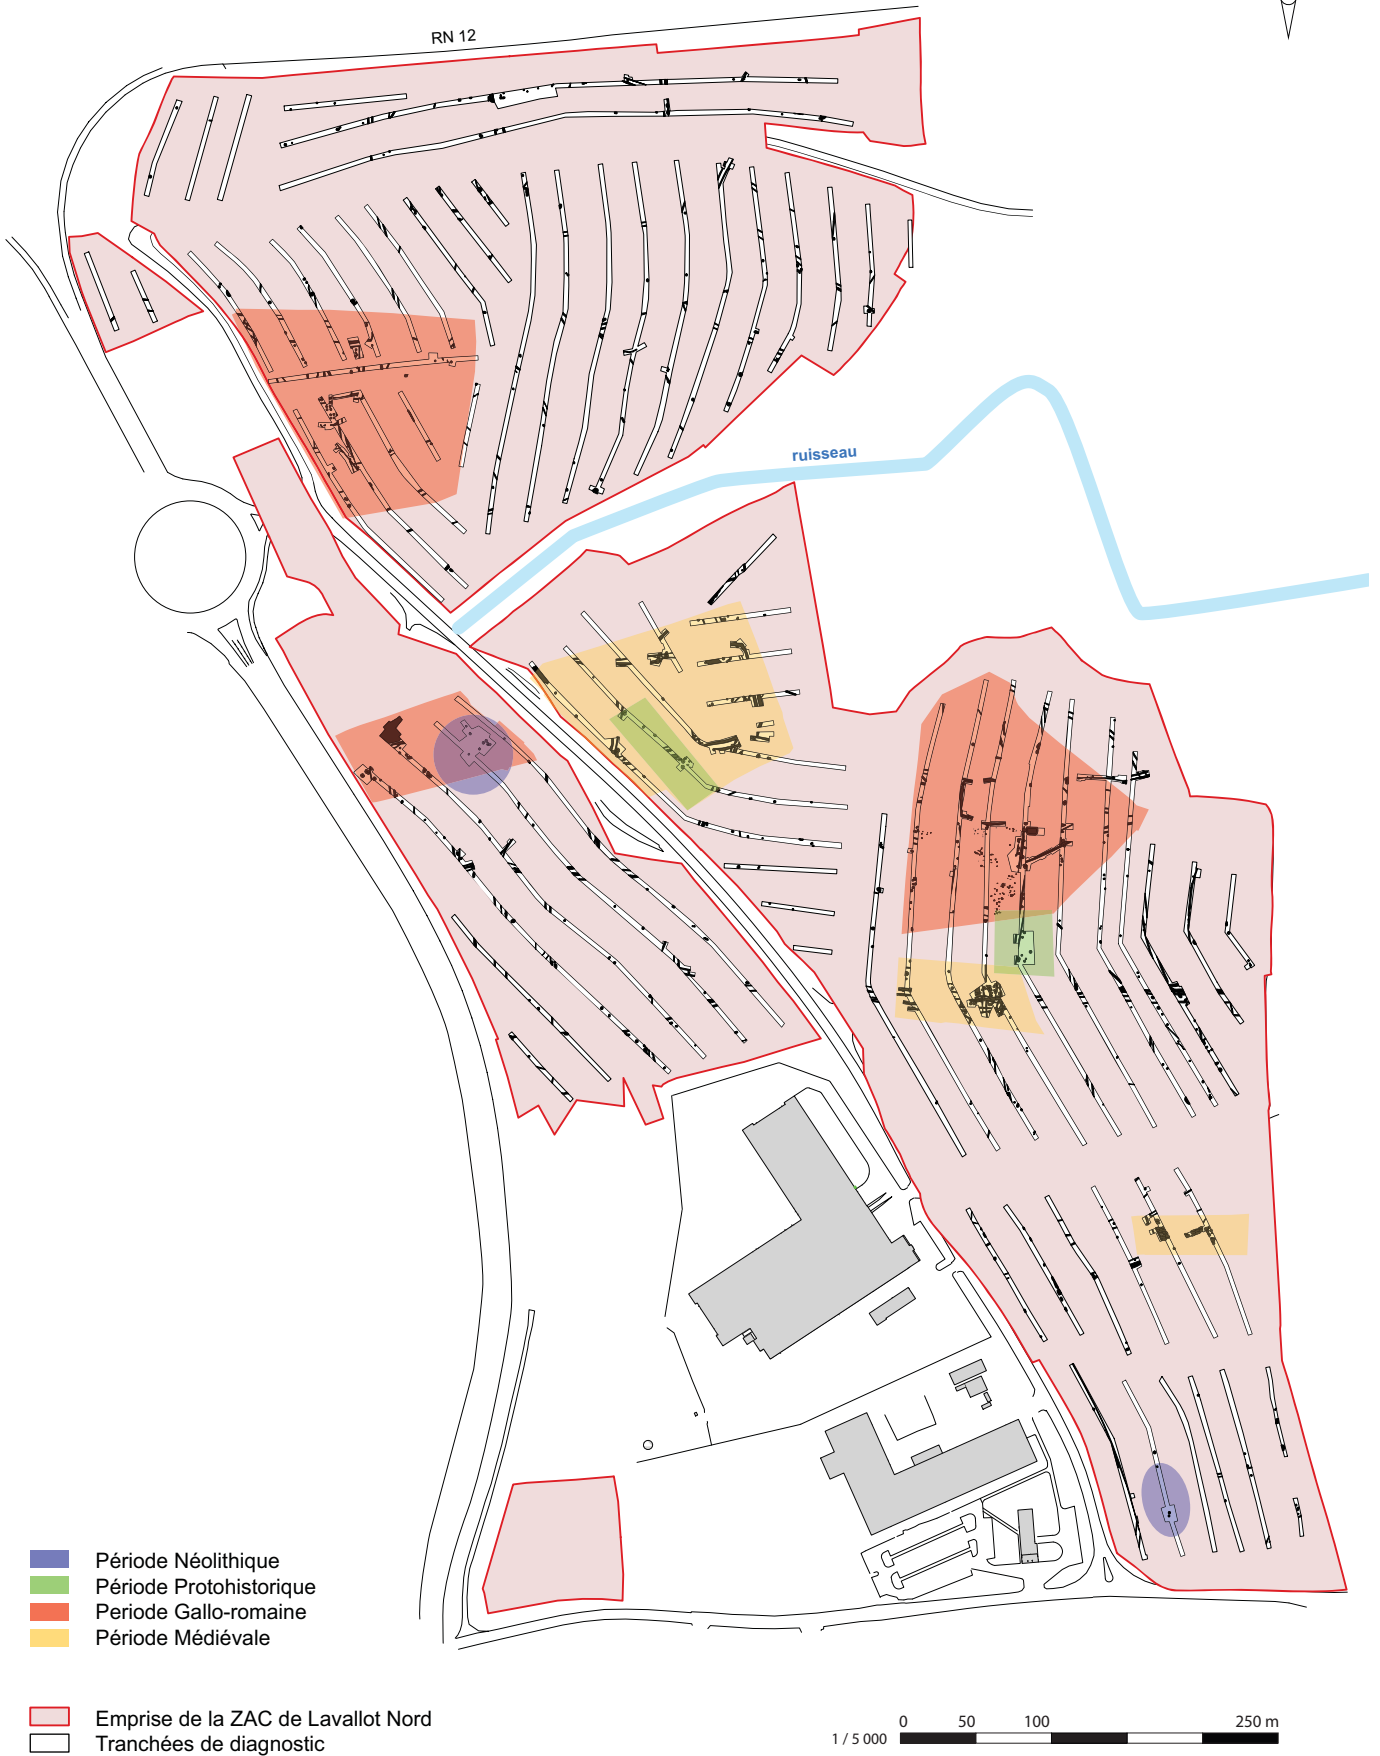 RN 12
ruisseau
Période Néolithique
Période Protohistorique
Periode Gallo-romaine
Période Médiévale
Emprise de la ZAC de Lavallot Nord
Tranchées de diagnostic
0 50 100 250 m
1 / 5 000